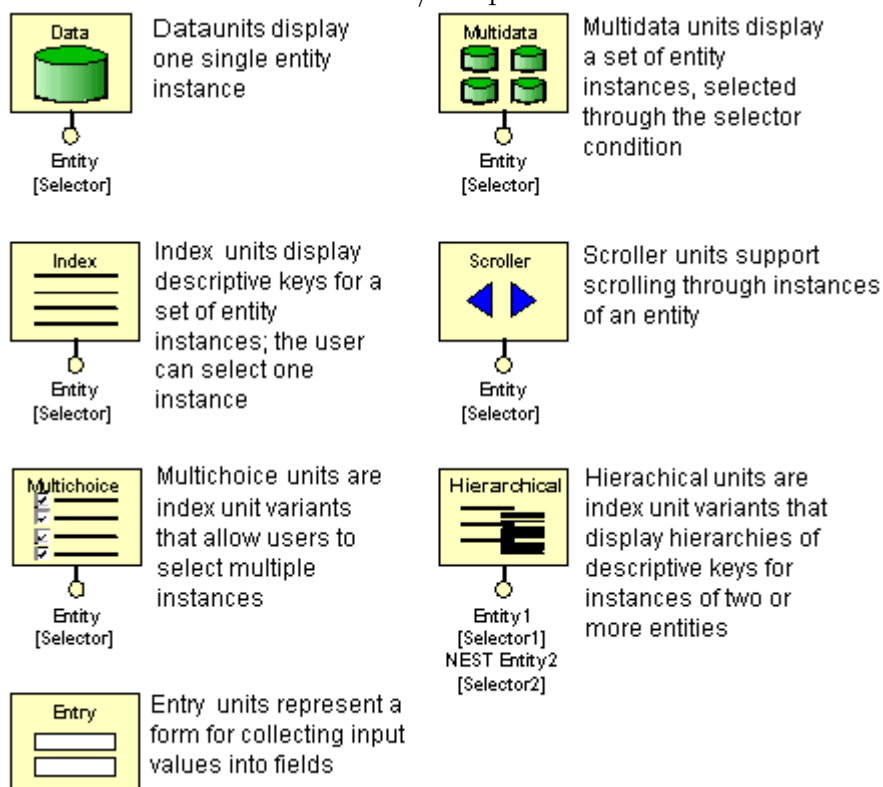 Data
Dataunits display
one single entity
instance
Entity
[Selector]
Multidata
Multidata units display
a set of entity
instances, selected
through the selector
condition
Entity
[Selector]
Index
Index units display
descriptive keys for a
set of entity
instances; the user
can select one
instance
Entity
[Selector]
Scroller
Scroller units support
scrolling through instances
of an entity
Entity
[Selector]
Multichoice
Multichoice units are
index unit variants
that allow users to
select multiple
instances
Entity
[Selector]
Hierarchical
Hierachical units are
index unit variants that
display hierarchies of
descriptive keys for
instances of two or
more entities
Entity1
[Selector1]
NEST Entity2
[Selector2]
Entry
Entry units represent a
form for collecting input
values into fields